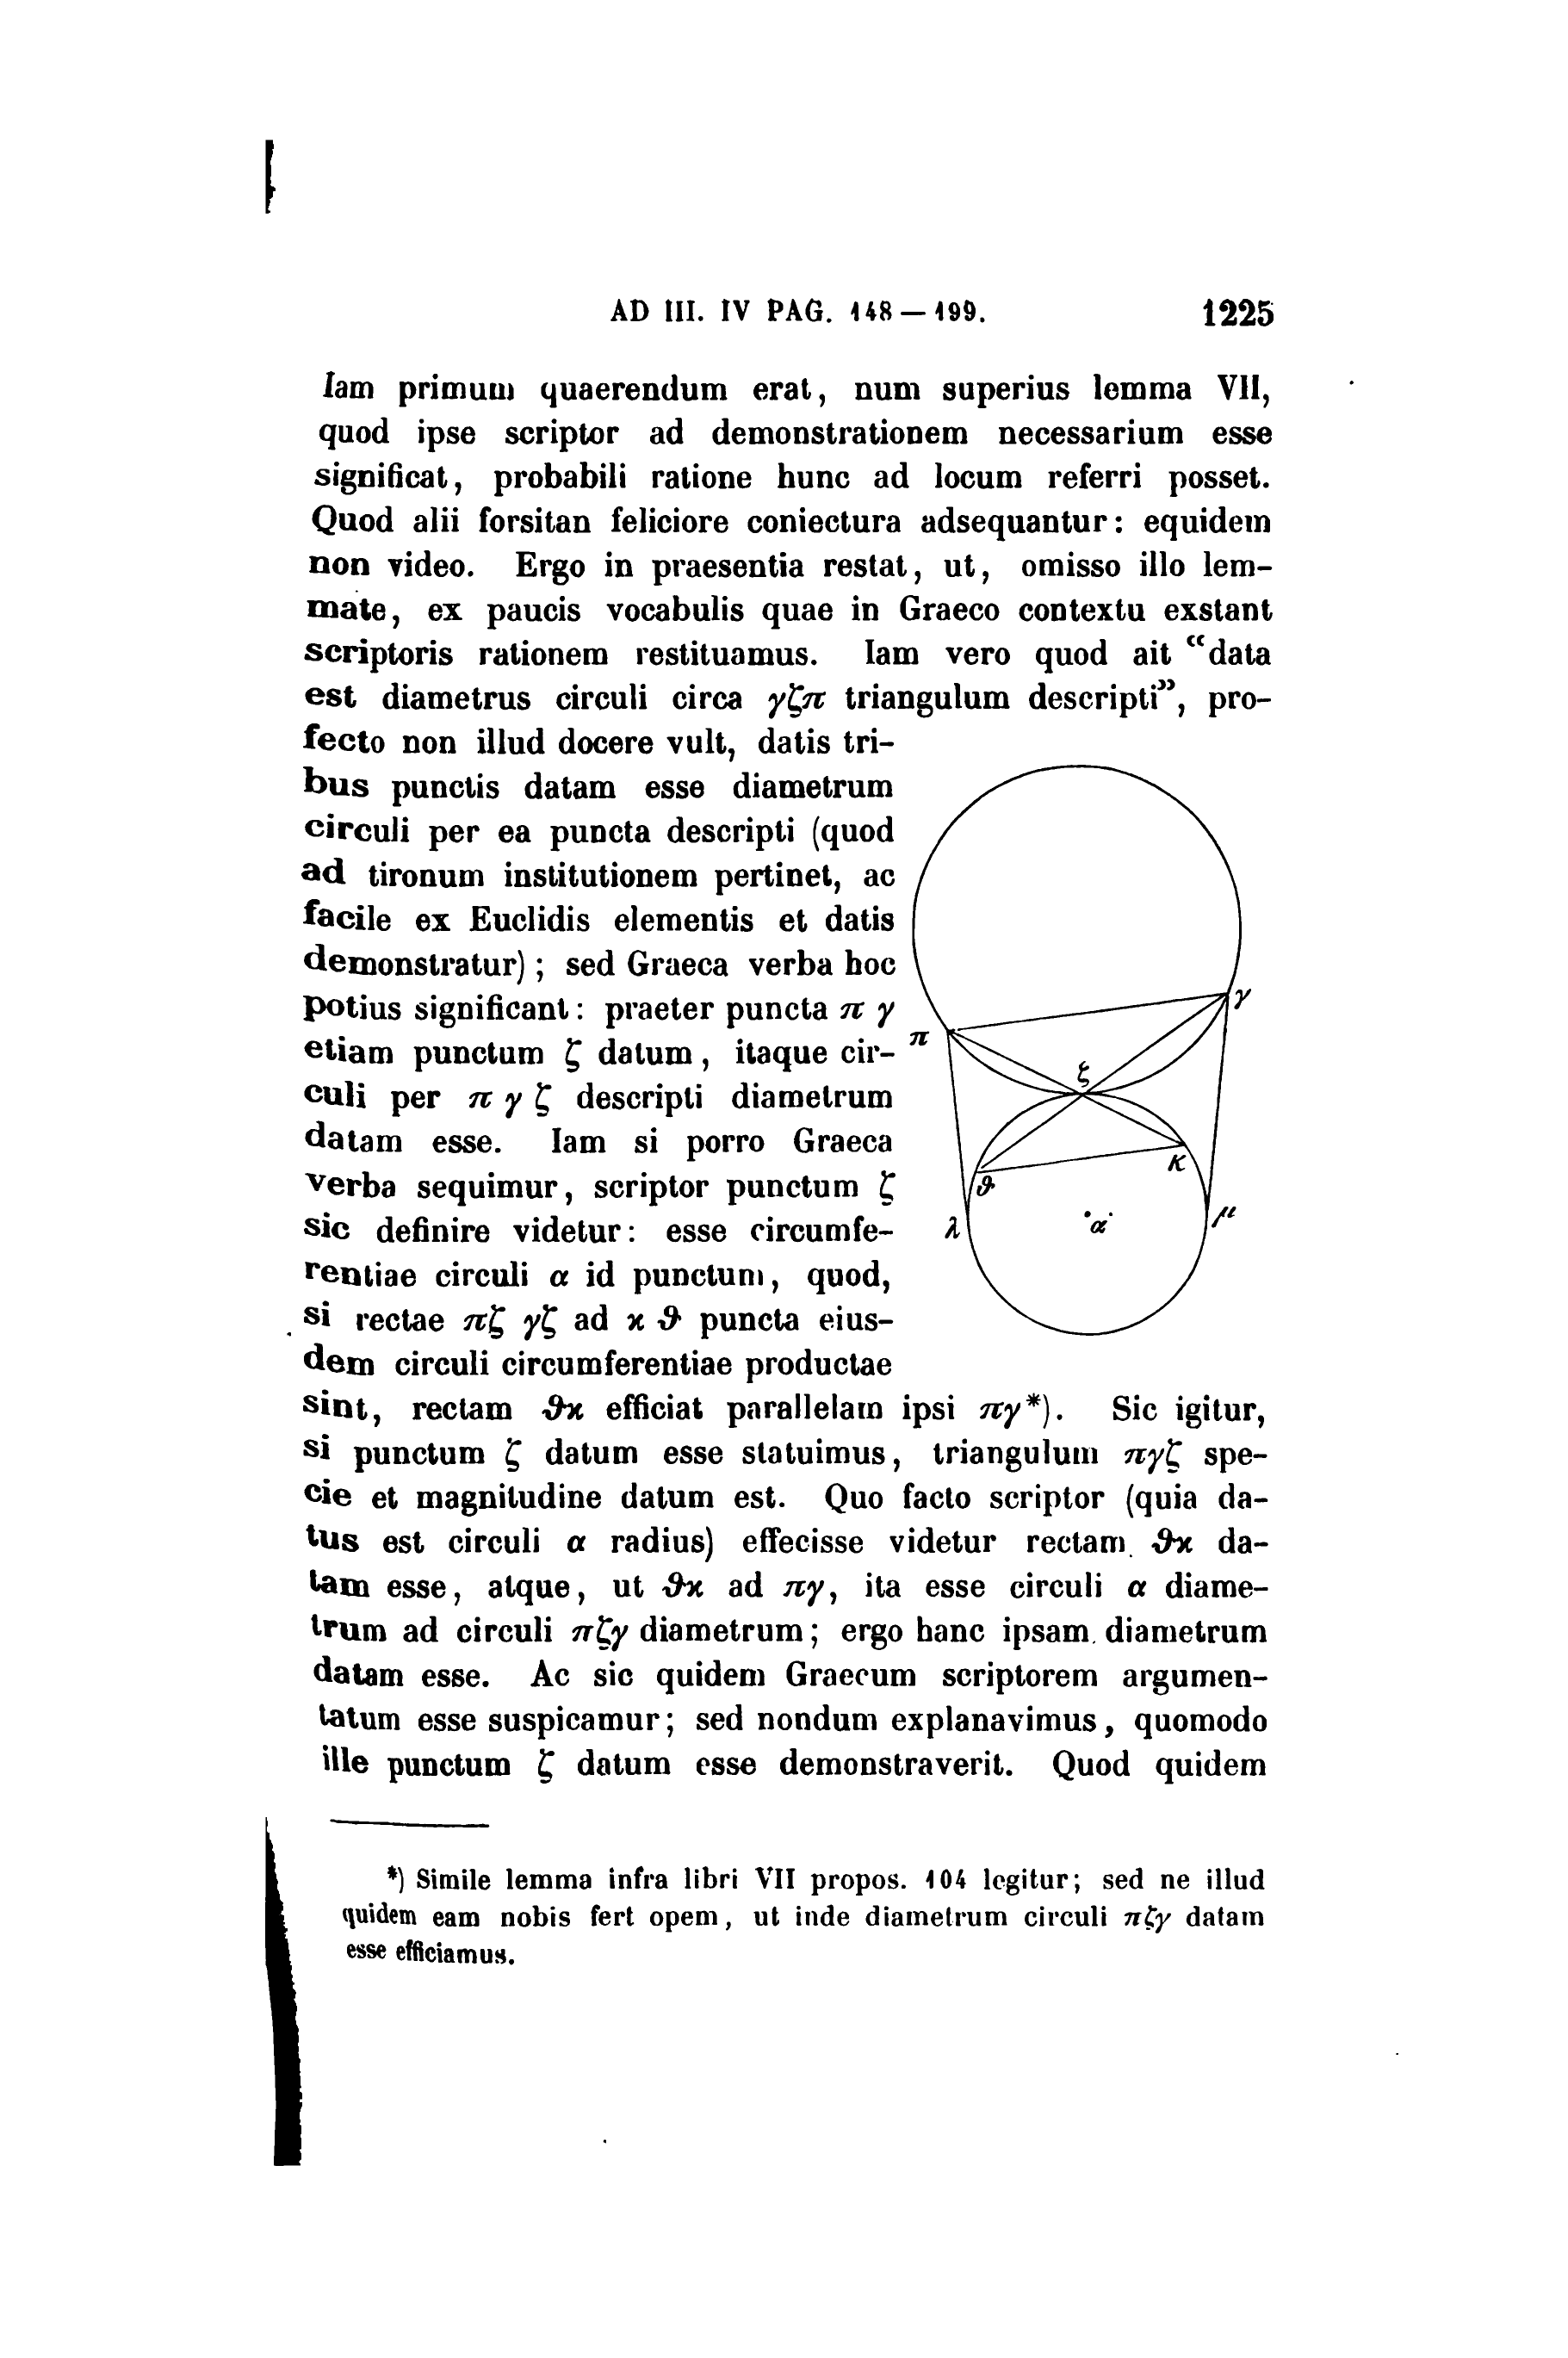 AD III. IV PAG. 148 — 199. 1225
Iam primum quaerendum erat, num superius lemma VII,
quod ipse scriptor ad demonstrationem necessarium esse
significat, probabili ratione hunc ad locum referri posset.
Quod alii forsitan feliciore coniectura adsequantur: equidem
non video. Ergo in praesentia restat, ut, omisso illo lem-
mate, ex paucis vocabulis quae in Graeco contextu exstant
scriptoris rationem restituamus. Iam vero quod ait “data
est diametrus circuli circa γζπ triangulum descripti”, pro-
fecto non illud docere vult, datis tri-
bus punctis datam esse diametrum
circuli per ea puncta descripti (quod
ad tironum institutionem pertinet, ac
facile ex Euclidis elementis et datis
demonstratur); sed Graeca verba hoc
potius significant: praeter puncta π γ
etiam punctum ζ datum, itaque cir-
culi per π γ ζ descripti diametrum
datam esse. Iam si porro Graeca
verba sequimur, scriptor punctum ζ
sic definire videtur: esse circumfe-
rentiae circuli α id punctum, quod,
si rectae πζ γζ ad κ ϑ puncta eius-
dem circuli circumferentiae productae
sint, rectam ϑκ efficiat parallelam ipsi πγ*). Sic igitur,
si punctum ζ datum esse statuimus, triangulum πγζ spe-
cie et magnitudine datum est. Quo facto scriptor (quia da-
tus est circuli α radius) effecisse videtur rectam ϑκ da-
tam esse, atque, ut ϑκ ad πγ, ita esse circuli α diame-
trum ad circuli πζγ diametrum; ergo hanc ipsam diametrum
datam esse. Ac sic quidem Graecum scriptorem argumen-
tatum esse suspicamur; sed nondum explanavimus, quomodo
ille punctum ζ datum esse demonstraverit. Quod quidem
γ
π
ζ
κ
ϑ
λ
α
μ
*) Simile lemma infra libri VII propos. 104 legitur; sed ne illud
quidem eam nobis fert opem, ut inde diametrum circuli πζγ datam
esse efficiamus.